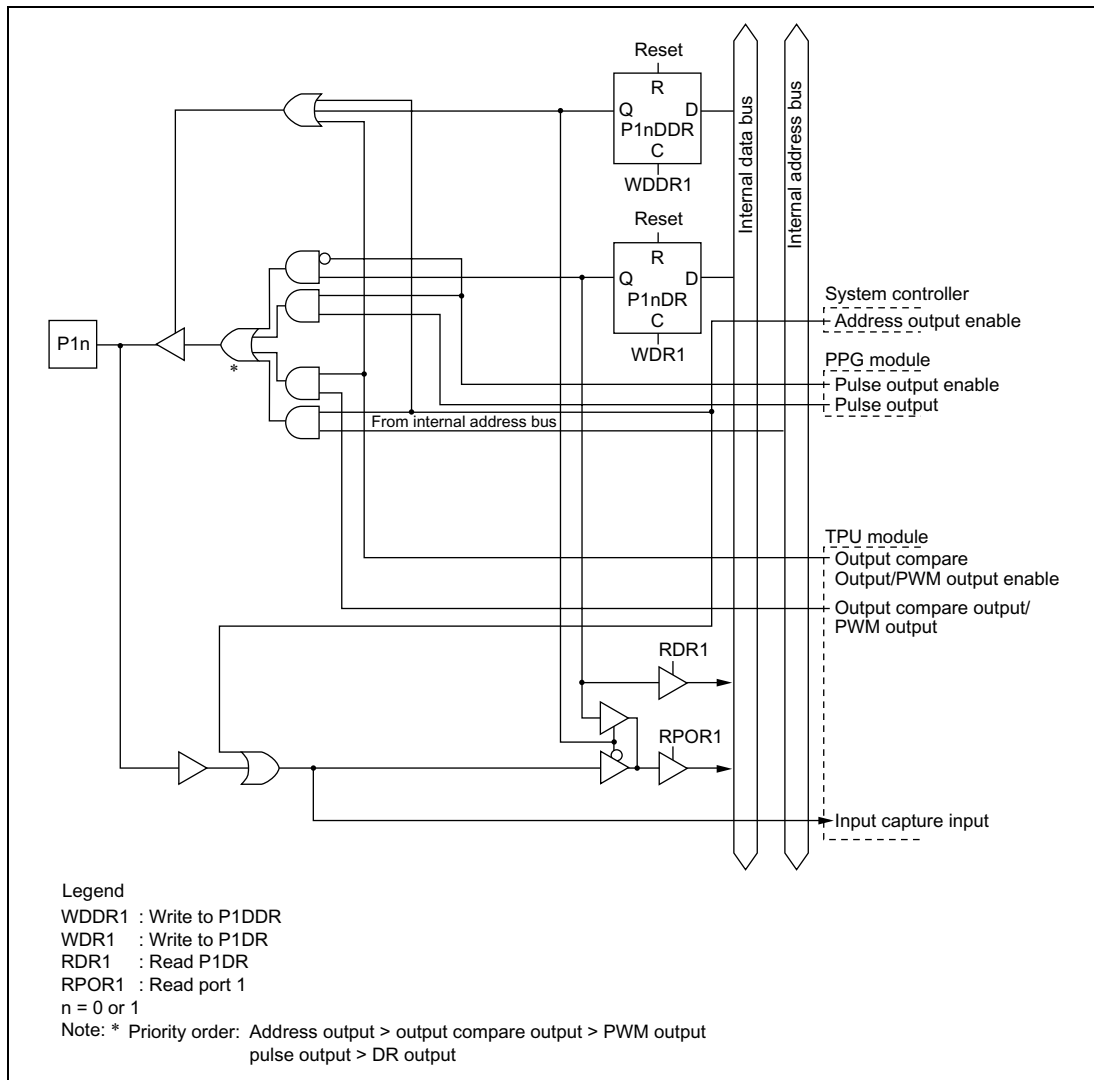 Reset
R
Q D
P1nDDR
C
WDDR1
Internal data bus
Internal address bus
Reset
R
Q D
P1nDR
C
WDR1
System controller
Address output enable
PPG module
Pulse output enable
Pulse output
P1n
*
From internal address bus
TPU module
Output compare
Output/PWM output enable
Output compare output/
PWM output
RDR1
RPOR1
Input capture input
Legend
WDDR1 : Write to P1DDR
WDR1 : Write to P1DR
RDR1 : Read P1DR
RPOR1 : Read port 1
n = 0 or 1
Note: * Priority order: Address output > output compare output > PWM output
pulse output > DR output